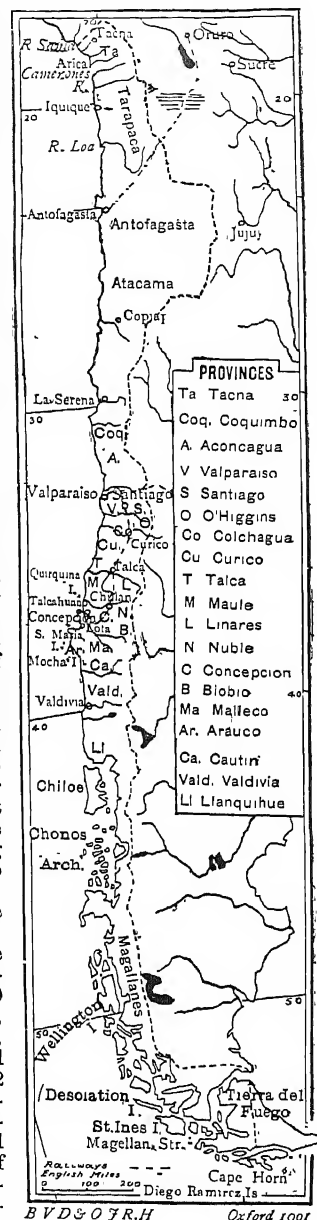 R Sama
Tacna
Oruro
Ta
Arica
Sucre
Camerones
R.
20
Iquique
20
Tarapaca
R. Loa
Antofagasta
Antofagasta
Jujuy
Atacama
Copiap
PROVINCES
La Serena
30
30
Ta Tacna
Coq. Coquimbo
A. Aconcagua
V Valparaiso
S Santiago
O O'Higgins
Co Colchagua
Cu Curico
T Talca
M Maule
L Linares
N Nuble
C Concepcion
B Biobio
Ma Malleco
Ar. Arauco
Ca. Cautin
Vald. Valdivia
Ll Llanquihue
Coq
A.
Valparaiso
Santiago
V
S
O
Co
Cu.
Curico
T
Talca
Quirquina
I.
M
L
Talcahuano
Chillan
N
Concepcion
C.
Lota
B
S. Maria
I.
Ar.
Ma
Mocha I
Ca.
40
Vald.
Valdivia
40
Ll
Chiloe
Chonos
Arch.
Magallanes
50
50
Wellington
I
Desolation
I.
Tierra del
Fuego
St. Ines I
Magellan Str.
Railways
English Miles
0 100 200
Cape Horn
Diego Ramirez Is
B V D & O J R.H
Oxford 1001